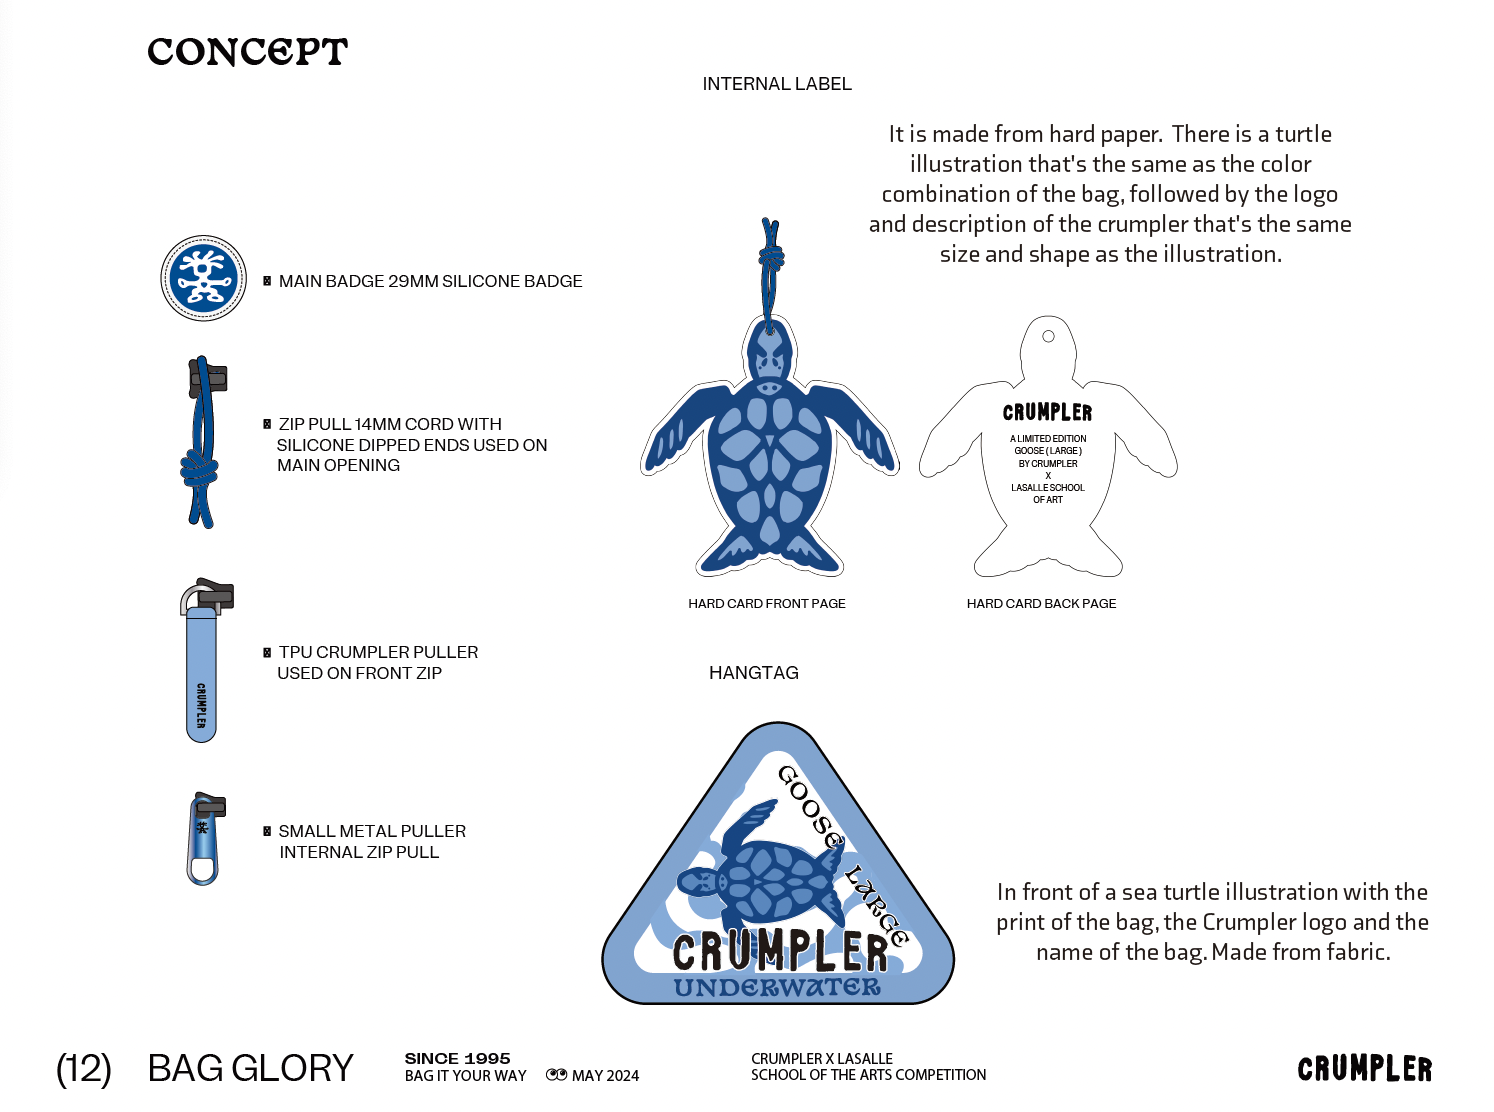 CONCEPT
INTERNAL LABEL
It is made from hard paper.  There is a turtle
illustration that's the same as the color
combination of the bag, followed by the logo
and description of the crumpler that's the same
size and shape as the illustration.
MAIN BADGE 29MM SILICONE BADGE
ZIP PULL 14MM CORD WITH
SILICONE DIPPED ENDS USED ON
MAIN OPENING
CRUMPLER
A LIMITED EDITION
GOOSE ( LARGE )
BY CRUMPLER
X
LASALLE SCHOOL
OF ART
HARD CARD FRONT PAGE
HARD CARD BACK PAGE
TPU CRUMPLER PULLER
USED ON FRONT ZIP
CRUMPLER
HANGTAG
SMALL METAL PULLER
INTERNAL ZIP PULL
GOOSE LARGE
CRUMPLER
UNDERWATER
In front of a sea turtle illustration with the
print of the bag, the Crumpler logo and the
name of the bag. Made from fabric.
(12) BAG GLORY
SINCE 1995
BAG IT YOUR WAY
MAY 2024
CRUMPLER X LASALLE
SCHOOL OF THE ARTS COMPETITION
CRUMPLER